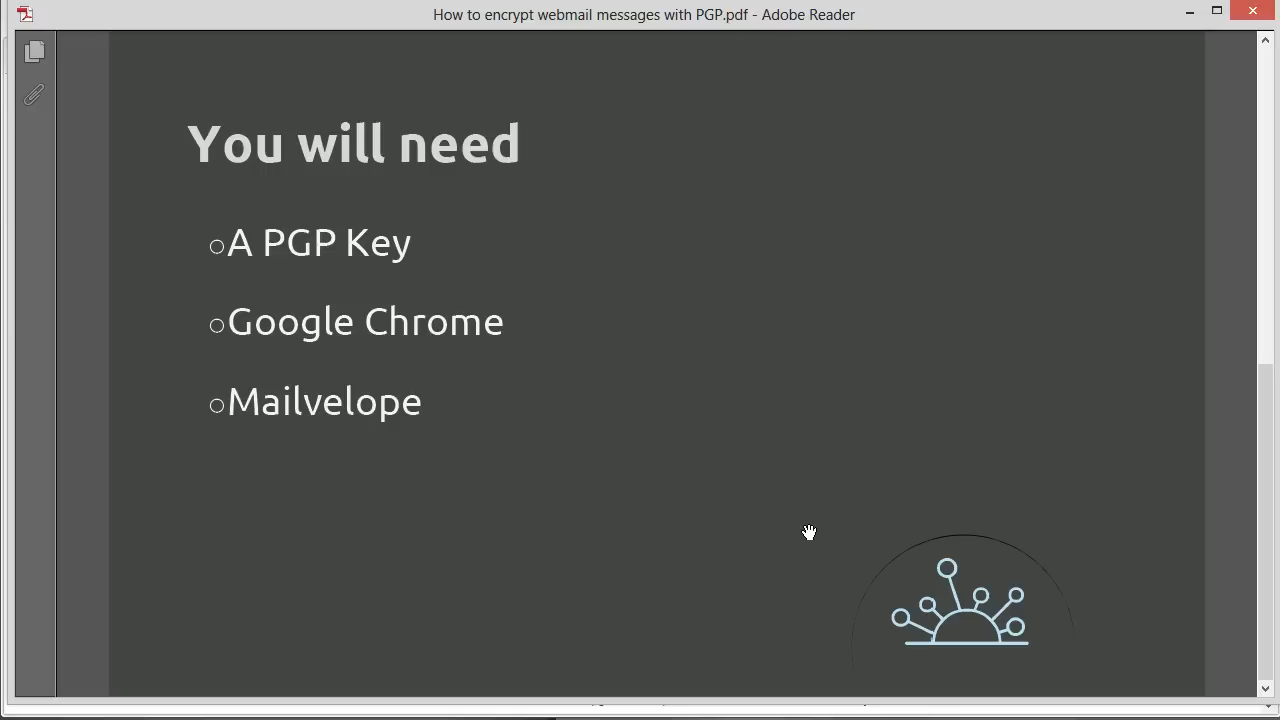 How to encrypt webmail messages with PGP.pdf - Adobe Reader
You will need
A PGP Key
Google Chrome
Mailvelope